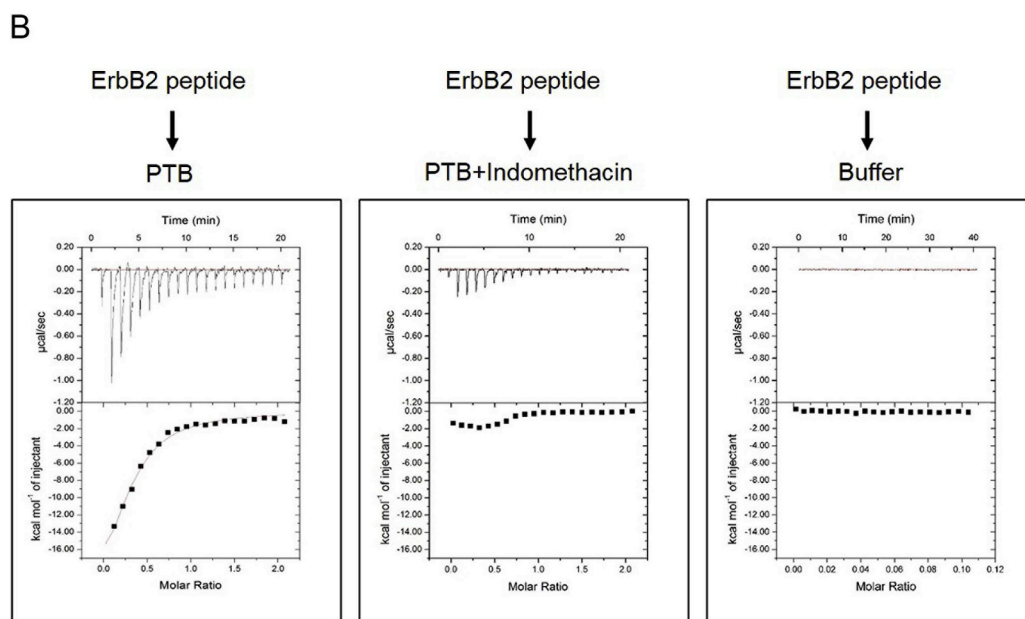 B
ErbB2 peptide
PTB
Time (min)
0 5 10 15 20
0.20
0.00
-0.20
-0.40
-0.60
-0.80
-1.00
-1.20
µcal/sec
0.00
-2.00
-4.00
-6.00
-8.00
-10.00
-12.00
-14.00
-16.00
kcal mol⁻¹ of injectant
0.0 0.5 1.0 1.5 2.0
Molar Ratio
ErbB2 peptide
PTB+Indomethacin
Time (min)
0 10 20
0.20
0.00
-0.20
-0.40
-0.60
-0.80
-1.00
-1.20
µcal/sec
0.00
-2.00
-4.00
-6.00
-8.00
-10.00
-12.00
-14.00
-16.00
kcal mol⁻¹ of injectant
0.0 0.5 1.0 1.5 2.0
Molar Ratio
ErbB2 peptide
Buffer
Time (min)
0 10 20 30 40
0.20
0.00
-0.20
-0.40
-0.60
-0.80
-1.00
-1.20
µcal/sec
0.00
-2.00
-4.00
-6.00
-8.00
-10.00
-12.00
-14.00
-16.00
kcal mol⁻¹ of injectant
0.00 0.02 0.04 0.06 0.08 0.10 0.12
Molar Ratio